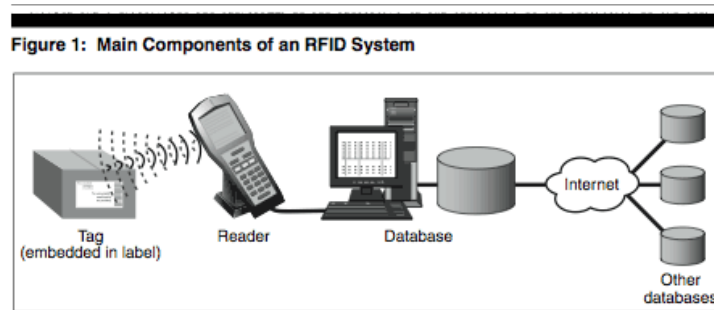 Figure 1: Main Components of an RFID System
Internet
Tag
(embedded in label)
Reader
Database
Other
databases